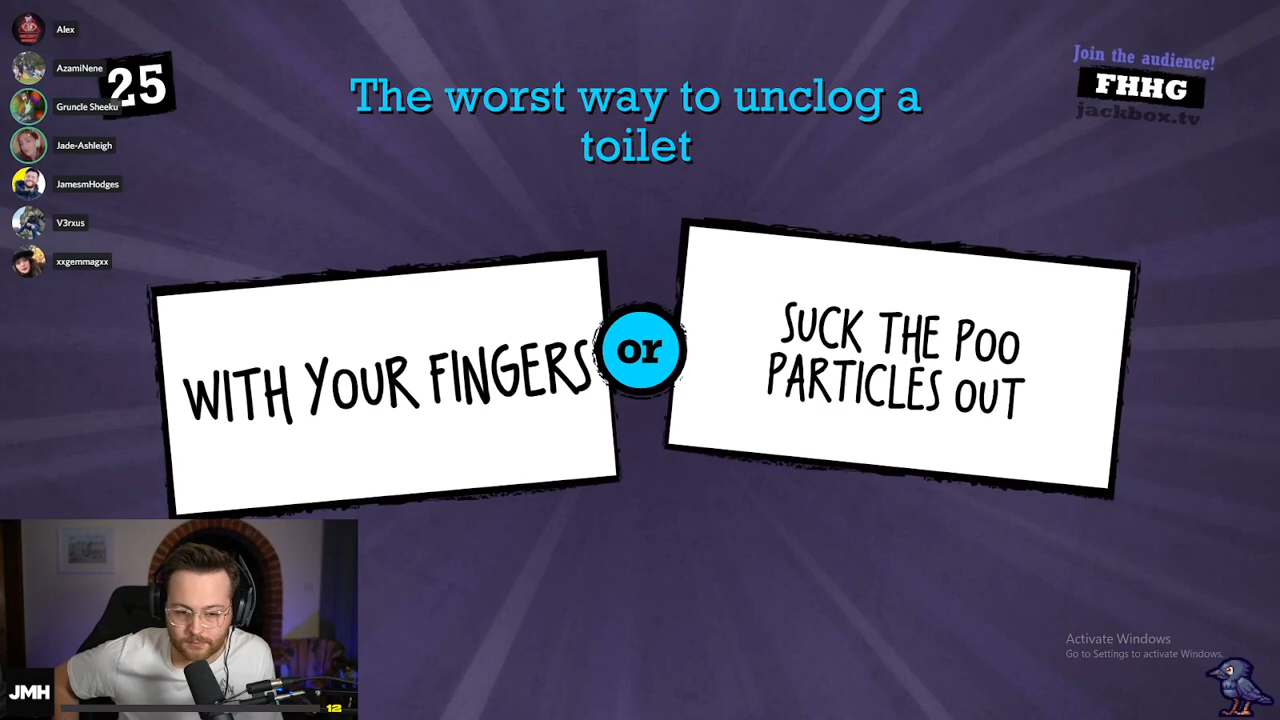 Alex
AzamiNene
Gruncle Sheeku
Jade-Ashleigh
JamesmHodges
V3rxus
xxgemmagxx
25
The worst way to unclog a
toilet
Join the audience!
FHHG
jackbox.tv
WITH YOUR FINGERS
or
SUCK THE POO
PARTICLES OUT
Activate Windows
Go to Settings to activate Windows.
JMH
12